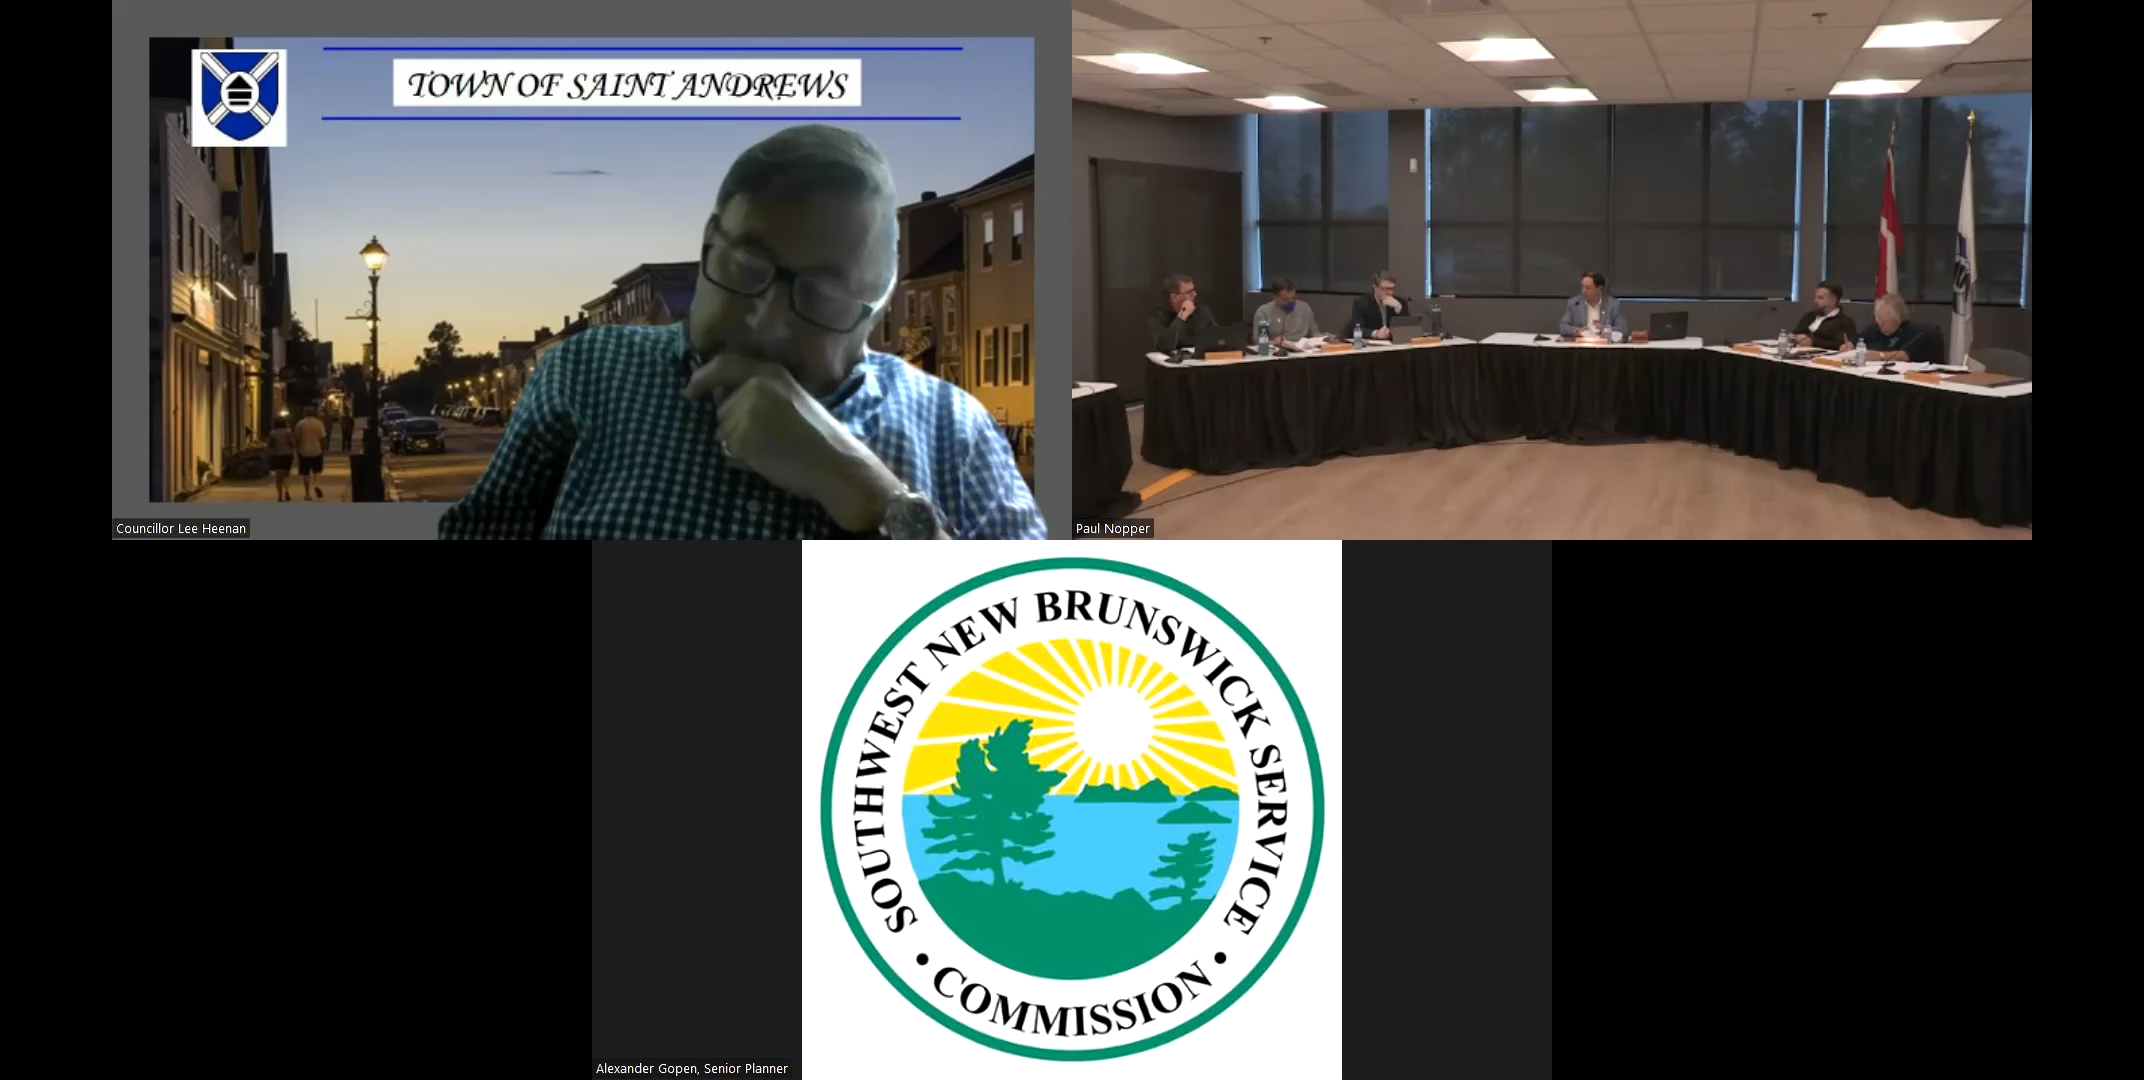 TOWN OF SAINT ANDREWS
Councillor Lee Heenan
Paul Nopper
SOUTHWEST NEW BRUNSWICK SERVICE
• COMMISSION •
Alexander Gopen, Senior Planner